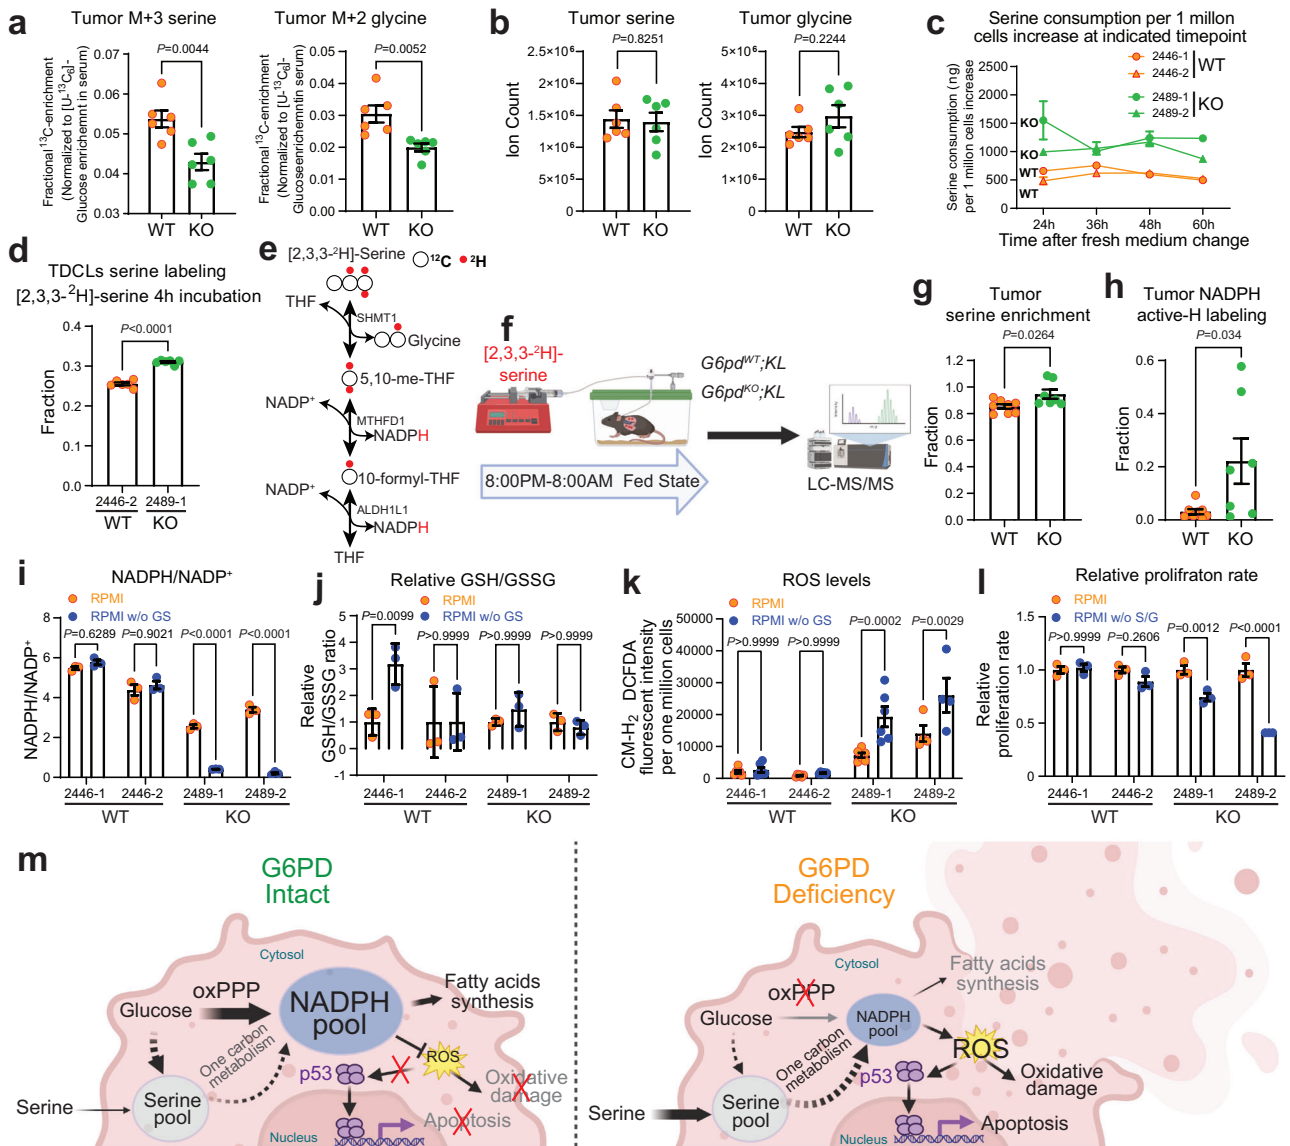 a
Tumor M+3 serine
Tumor M+2 glycine
Fractional ¹³C-enrichment
(Normalized to [U-¹³C₆]-
Glucose enrichment in serum)
0.07
0.06
0.05
0.04
0.03
P=0.0044
WT KO
Fractional ¹³C-enrichment
(Normalized to [U-¹³C₆]-
Glucosenrichemntin serum)
0.05
0.04
0.03
0.02
0.01
0.00
P=0.0052
WT KO
b
Tumor serine
Tumor glycine
Ion Count
2.5×10⁶
2×10⁶
1.5×10⁶
1×10⁶
5×10⁵
0
P=0.8251
WT KO
Ion Count
5×10⁶
4×10⁶
3×10⁶
2×10⁶
1×10⁶
0
P=0.2244
WT KO
c
Serine consumption per 1 millon
cells increase at indicated timepoint
2446-1
2446-2
WT
2489-1
2489-2
KO
Serine consumption (ng)
per 1 millon cells increase
2500
2000
1500
1000
500
0
KO
KO
WT
WT
24h 36h 48h 60h
Time after fresh medium change
d
TDCLs serine labeling
[2,3,3-²H]-serine 4h incubation
Fraction
0.4
0.3
0.2
0.1
0.0
P<0.0001
2446-2 2489-1
WT KO
e
[2,3,3-²H]-Serine
¹²C ²H
THF
SHMT1
Glycine
5,10-me-THF
NADP⁺
MTHFD1
NADPH
10-formyl-THF
NADP⁺
ALDH1L1
NADPH
THF
f
[2,3,3-²H]-
serine
G6pdᵂᵀ;KL
G6pdᴷᴼ;KL
8:00PM-8:00AM Fed State
LC-MS/MS
g
Tumor
serine enrichment
Fraction
1.2
1.0
0.8
0.6
0.4
0.2
0.0
P=0.0264
WT KO
h
Tumor NADPH
active-H labeling
Fraction
0.6
0.4
0.2
0.0
P=0.034
WT KO
i
NADPH/NADP⁺
RPMI
RPMI w/o GS
NADPH/NADP⁺
8
6
4
2
0
P=0.6289 P=0.9021 P<0.0001 P<0.0001
2446-1 2446-2 2489-1 2489-2
WT KO
j
Relative GSH/GSSG
RPMI
RPMI w/o GS
Relative
GSH/GSSG ratio
5
4
3
2
1
0
-1
P=0.0099 P>0.9999 P>0.9999 P>0.9999
2446-1 2446-2 2489-1 2489-2
WT KO
k
ROS levels
RPMI
RPMI w/o GS
CM-H₂ DCFDA
fluorescent intensity
per one million cells
50000
40000
30000
20000
10000
0
P>0.9999 P>0.9999 P=0.0002 P=0.0029
2446-1 2446-2 2489-1 2489-2
WT KO
l
Relative prolifraton rate
RPMI
RPMI w/o S/G
Relative
proliferation rate
1.5
1.0
0.5
0
P>0.9999 P=0.2606 P=0.0012 P<0.0001
2446-1 2446-2 2489-1 2489-2
WT KO
m
G6PD
Intact
Cytosol
oxPPP
Glucose
NADPH
pool
Fatty acids
synthesis
One carbon
metabolism
ROS
p53
Oxidative
damage
Serine
Serine
pool
Apoptosis
Nucleus
G6PD
Deficiency
Cytosol
oxPPP
Glucose
NADPH
pool
Fatty acids
synthesis
One carbon
metabolism
ROS
p53
Oxidative
damage
Serine
Serine
pool
Apoptosis
Nucleus